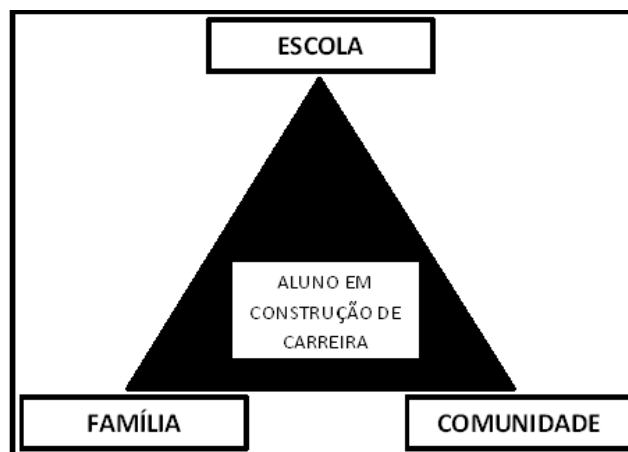 ESCOLA
ALUNO EM
CONSTRUÇÃO DE
CARREIRA
FAMÍLIA
COMUNIDADE